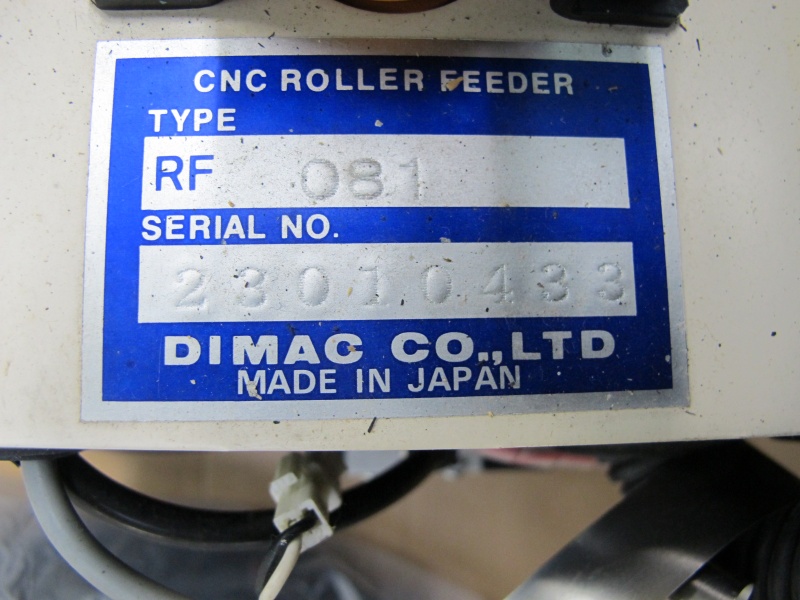 CNC ROLLER FEEDER
TYPE
RF 081
SERIAL NO.
23010433
DIMAC CO.,LTD
MADE IN JAPAN